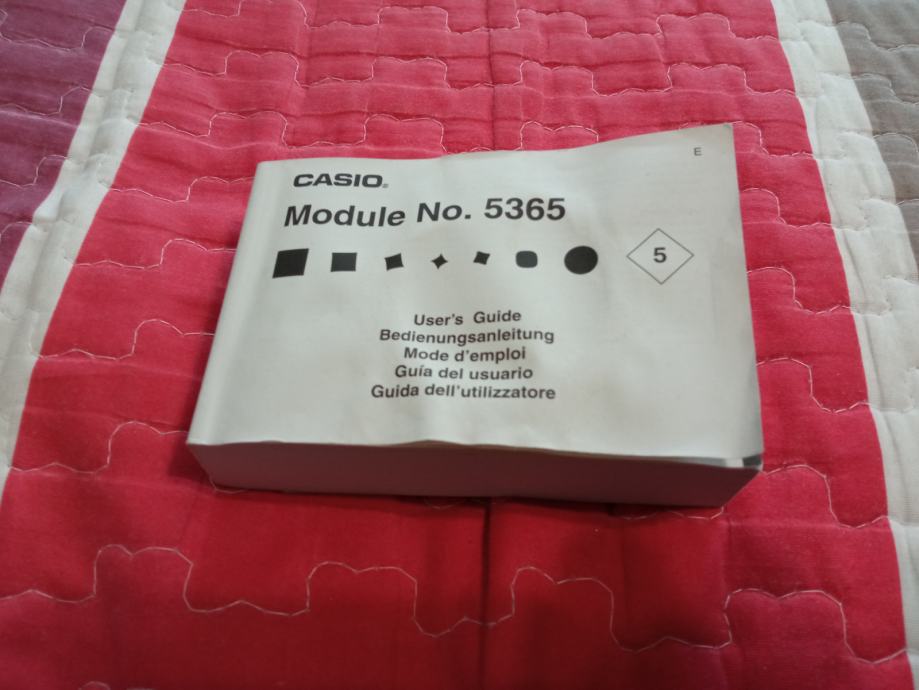 E
CASIO®
Module No. 5365
5
User's Guide
Bedienungsanleitung
Mode d'emploi
Guía del usuario
Guida dell'utilizzatore